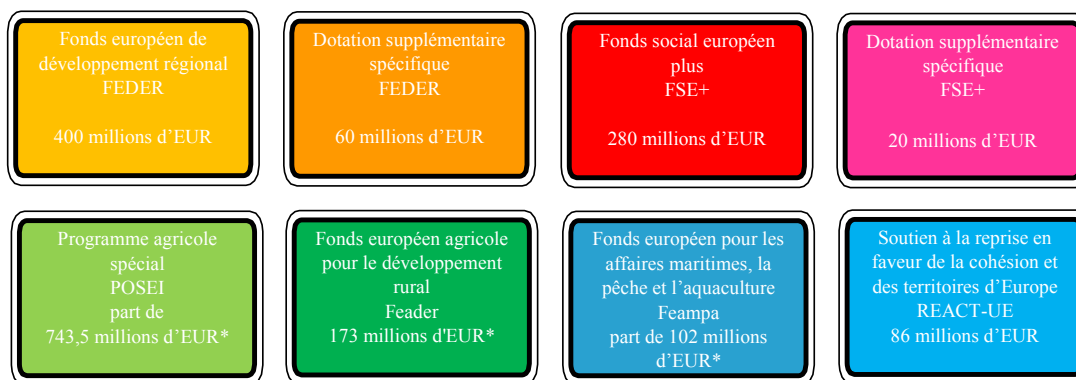 Fonds européen de
développement régional
FEDER
400 millions d’EUR
Dotation supplémentaire
spécifique
FEDER
60 millions d’EUR
Fonds social européen
plus
FSE+
280 millions d’EUR
Dotation supplémentaire
spécifique
FSE+
20 millions d’EUR
Programme agricole
spécial
POSEI
part de
743,5 millions d’EUR*
Fonds européen agricole
pour le développement
rural
Feader
173 millions d'EUR*
Fonds européen pour les
affaires maritimes, la
pêche et l’aquaculture
Feampa
part de 102 millions
d’EUR*
Soutien à la reprise en
faveur de la cohésion et
des territoires d’Europe
REACT-UE
86 millions d’EUR